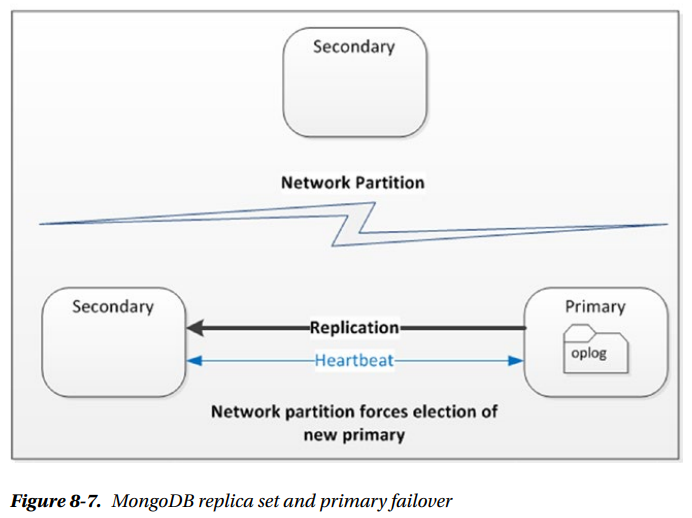 Secondary
Network Partition
Secondary
Replication
Heartbeat
Primary
oplog
Network partition forces election of
new primary
Figure 8-7. MongoDB replica set and primary failover